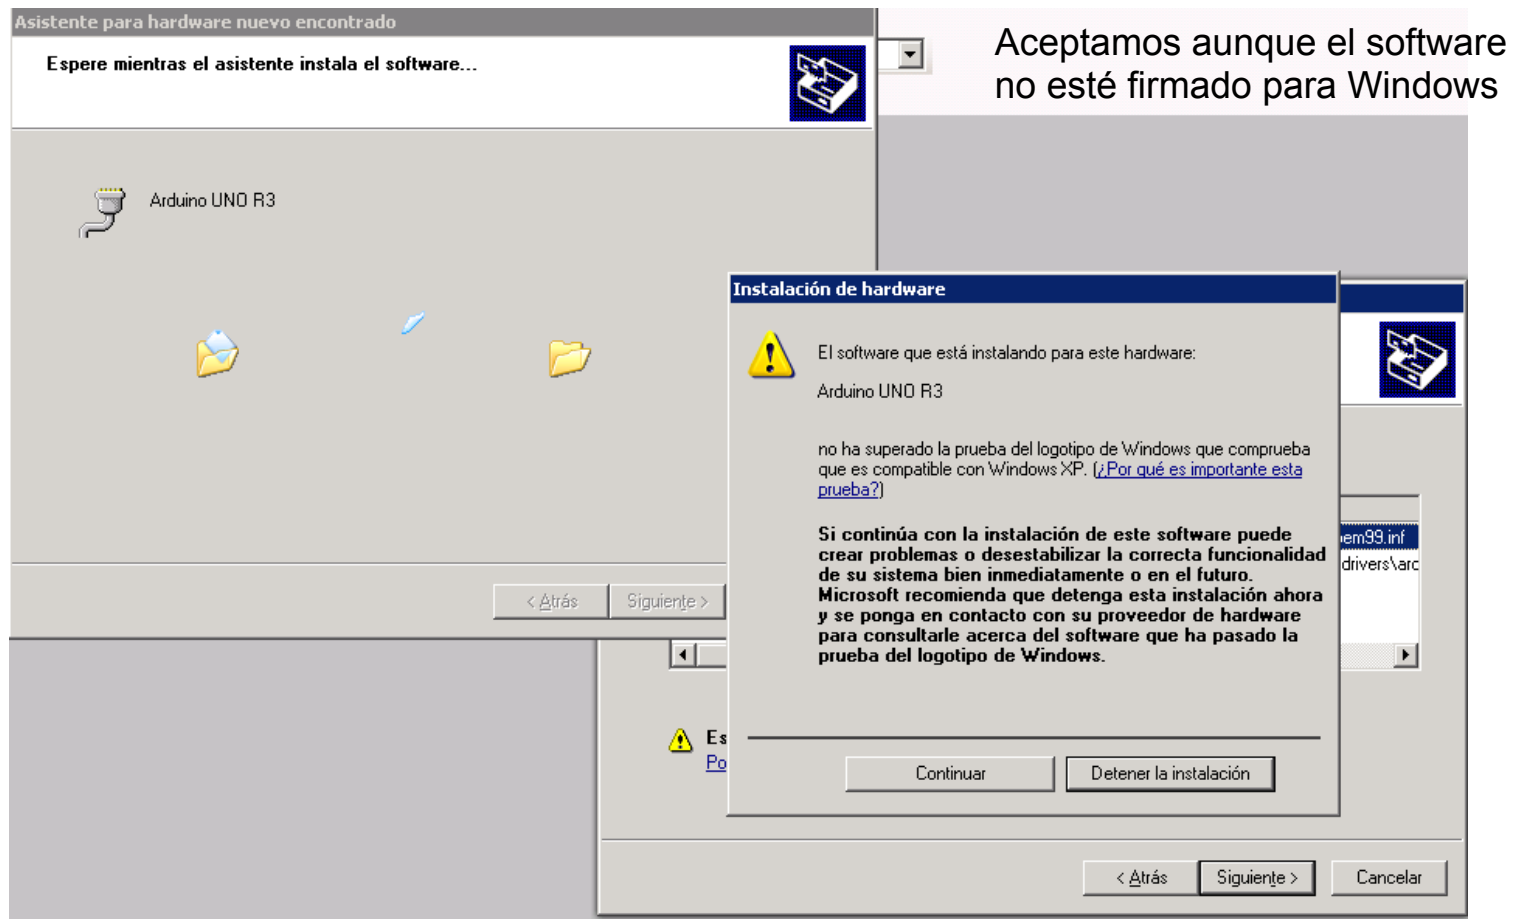 Asistente para hardware nuevo encontrado
Espere mientras el asistente instala el software...
Aceptamos aunque el software
no esté firmado para Windows
Arduino UNO R3
< Atrás
Siguiente >
Instalación de hardware
El software que está instalando para este hardware:
Arduino UNO R3
no ha superado la prueba del logotipo de Windows que comprueba
que es compatible con Windows XP. (¿Por qué es importante esta
prueba?)
Si continúa con la instalación de este software puede
crear problemas o desestabilizar la correcta funcionalidad
de su sistema bien inmediatamente o en el futuro.
Microsoft recomienda que detenga esta instalación ahora
y se ponga en contacto con su proveedor de hardware
para consultarle acerca del software que ha pasado la
prueba del logotipo de Windows.
Continuar
Detener la instalación
em99.inf
drivers\arc
Es
Po
< Atrás
Siguiente >
Cancelar